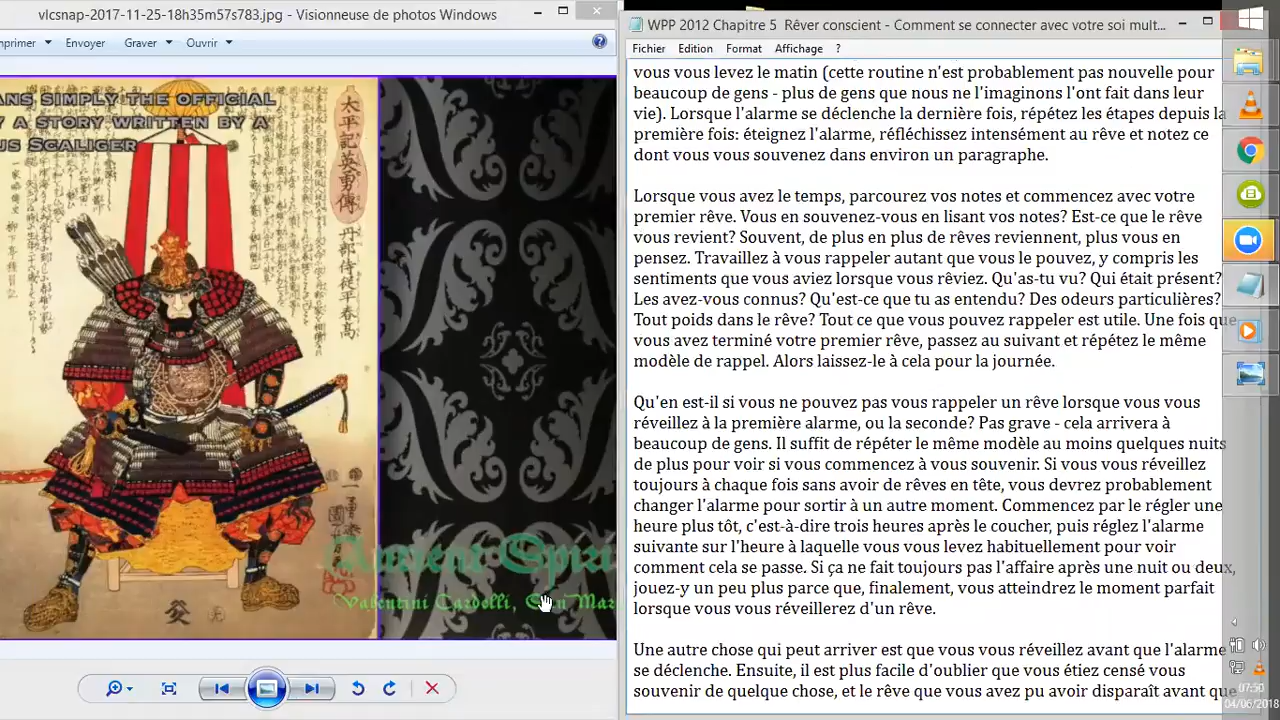 vlcsnap-2017-11-25-18h35m57s783.jpg - Visionneuse de photos Windows
primer
Envoyer
Graver
Ouvrir
ANS SIMPLY THE OFFICIAL
Y A STORY WRITTEN BY A
US SCALIGER
太平記英勇傳
Ancient Spiri
Valentini Cardelli, San Mar
WPP 2012 Chapitre 5 Rêver conscient - Comment se connecter avec votre soi mult...
Fichier Edition Format Affichage ?
vous vous levez le matin (cette routine n'est probablement pas nouvelle pour
beaucoup de gens - plus de gens que nous ne l'imaginons l'ont fait dans leur
vie). Lorsque l'alarme se déclenche la dernière fois, répétez les étapes depuis la
première fois: éteignez l'alarme, réfléchissez intensément au rêve et notez ce
dont vous vous souvenez dans environ un paragraphe.
Lorsque vous avez le temps, parcourez vos notes et commencez avec votre
premier rêve. Vous en souvenez-vous en lisant vos notes? Est-ce que le rêve
vous revient? Souvent, de plus en plus de rêves reviennent, plus vous en
pensez. Travaillez à vous rappeler autant que vous le pouvez, y compris les
sentiments que vous aviez lorsque vous rêviez. Qu'as-tu vu? Qui était présent?
Les avez-vous connus? Qu'est-ce que tu as entendu? Des odeurs particulières?
Tout poids dans le rêve? Tout ce que vous pouvez rappeler est utile. Une fois que
vous avez terminé votre premier rêve, passez au suivant et répétez le même
modèle de rappel. Alors laissez-le à cela pour la journée.
Qu'en est-il si vous ne pouvez pas vous rappeler un rêve lorsque vous vous
réveillez à la première alarme, ou la seconde? Pas grave - cela arrivera à
beaucoup de gens. Il suffit de répéter le même modèle au moins quelques nuits
de plus pour voir si vous commencez à vous souvenir. Si vous vous réveillez
toujours à chaque fois sans avoir de rêves en tête, vous devrez probablement
changer l'alarme pour sortir à un autre moment. Commencez par le régler une
heure plus tôt, c'est-à-dire trois heures après le coucher, puis réglez l'alarme
suivante sur l'heure à laquelle vous vous levez habituellement pour voir
comment cela se passe. Si ça ne fait toujours pas l'affaire après une nuit ou deux,
jouez-y un peu plus parce que, finalement, vous atteindrez le moment parfait
lorsque vous vous réveillerez d'un rêve.
Une autre chose qui peut arriver est que vous vous réveillez avant que l'alarme
se déclenche. Ensuite, il est plus facile d'oublier que vous étiez censé vous
souvenir de quelque chose, et le rêve que vous avez pu avoir disparaît avant que
07:50
04/06/2018